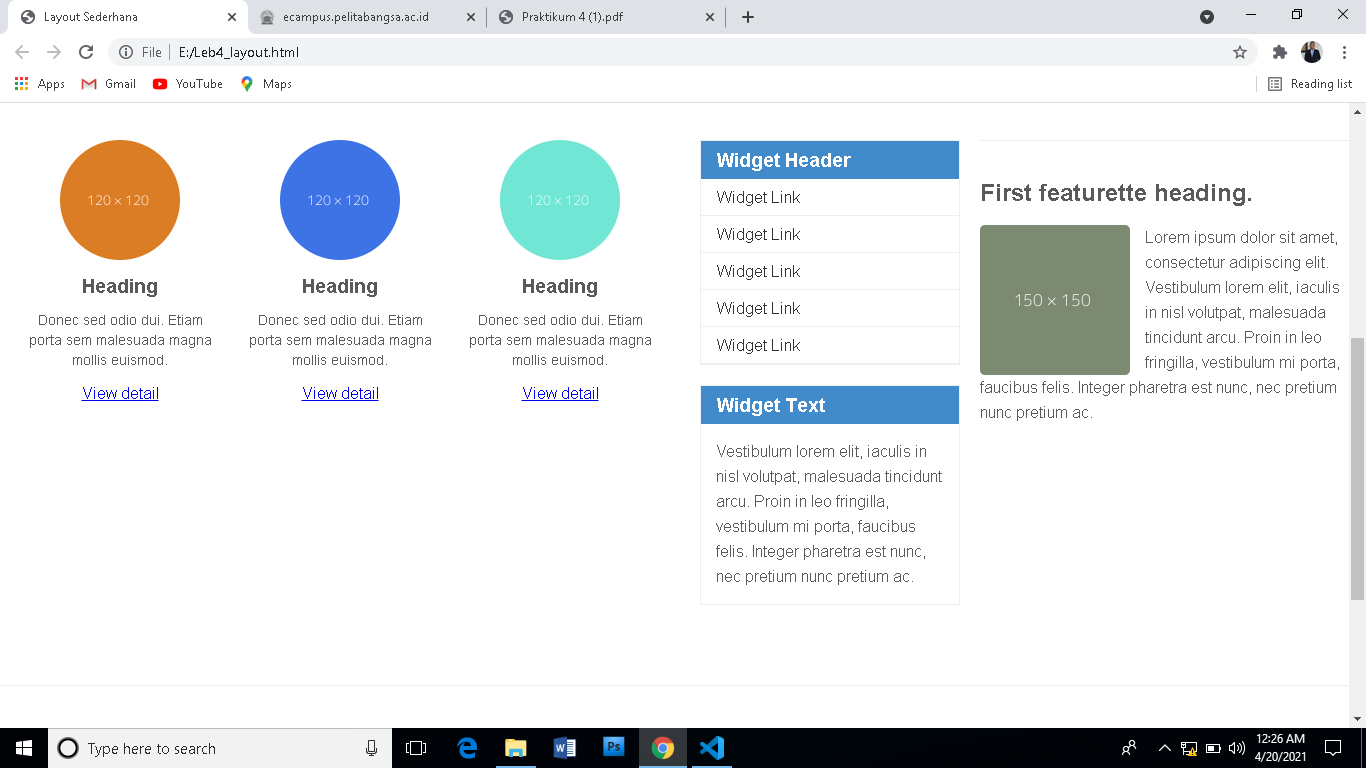 Layout Sederhana
ecampus.pelitabangsa.ac.id
Praktikum 4 (1).pdf
File
E:/Leb4_layout.html
Apps
Gmail
YouTube
Maps
Reading list
120 × 120
Heading
Donec sed odio dui. Etiam
porta sem malesuada magna
mollis euismod.
View detail
120 × 120
Heading
Donec sed odio dui. Etiam
porta sem malesuada magna
mollis euismod.
View detail
120 × 120
Heading
Donec sed odio dui. Etiam
porta sem malesuada magna
mollis euismod.
View detail
Widget Header
Widget Link
Widget Link
Widget Link
Widget Link
Widget Link
Widget Text
Vestibulum lorem elit, iaculis in
nisl volutpat, malesuada tincidunt
arcu. Proin in leo fringilla,
vestibulum mi porta, faucibus
felis. Integer pharetra est nunc,
nec pretium nunc pretium ac.
First featurette heading.
150 × 150
Lorem ipsum dolor sit amet,
consectetur adipiscing elit.
Vestibulum lorem elit, iaculis
in nisl volutpat, malesuada
tincidunt arcu. Proin in leo
fringilla, vestibulum mi porta,
faucibus felis. Integer pharetra est nunc, nec pretium
nunc pretium ac.
Type here to search
Ps
12:26 AM
4/20/2021